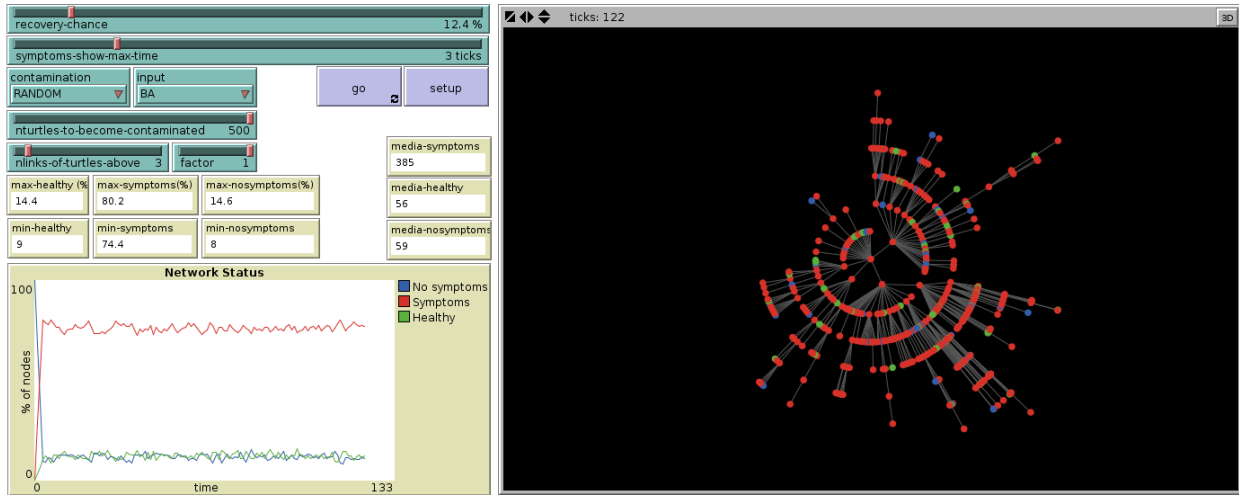 recovery-chance 12.4 %
symptoms-show-max-time 3 ticks
contamination
RANDOM
input
BA
go
setup
nturtles-to-become-contaminated 500
nlinks-of-turtles-above 3
factor 1
media-symptoms
385
max-healthy (%
14.4
max-symptoms(%)
80.2
max-nosymptoms(%)
14.6
media-healthy
56
min-healthy
9
min-symptoms
74.4
min-nosymptoms
8
media-nosymptoms
59
Network Status
100
% of nodes
0
0
time
133
No symptoms
Symptoms
Healthy
ticks: 122
3D